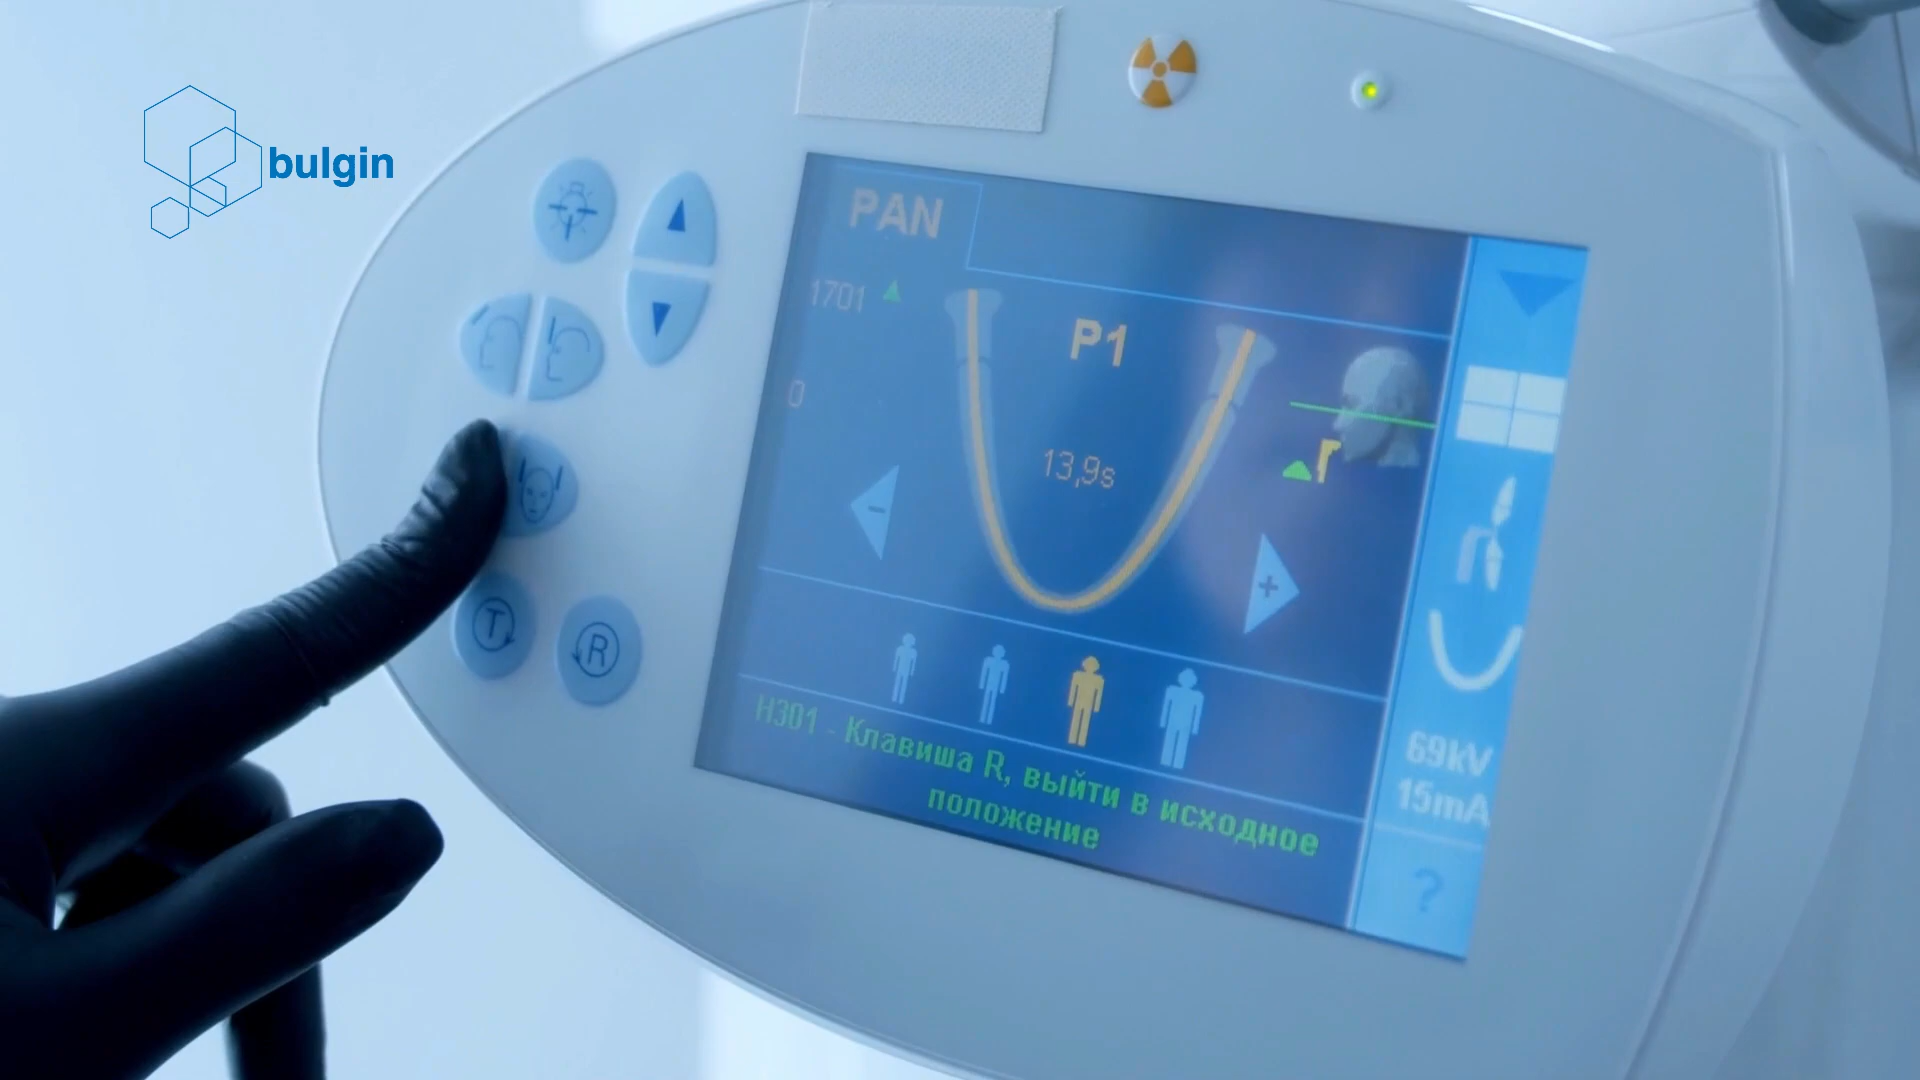 bulgin
PAN
1701
P1
0
13,9s
-
+
T
R
H301 - Клавиша R, выйти в исходное
положение
69kV
15mA
?